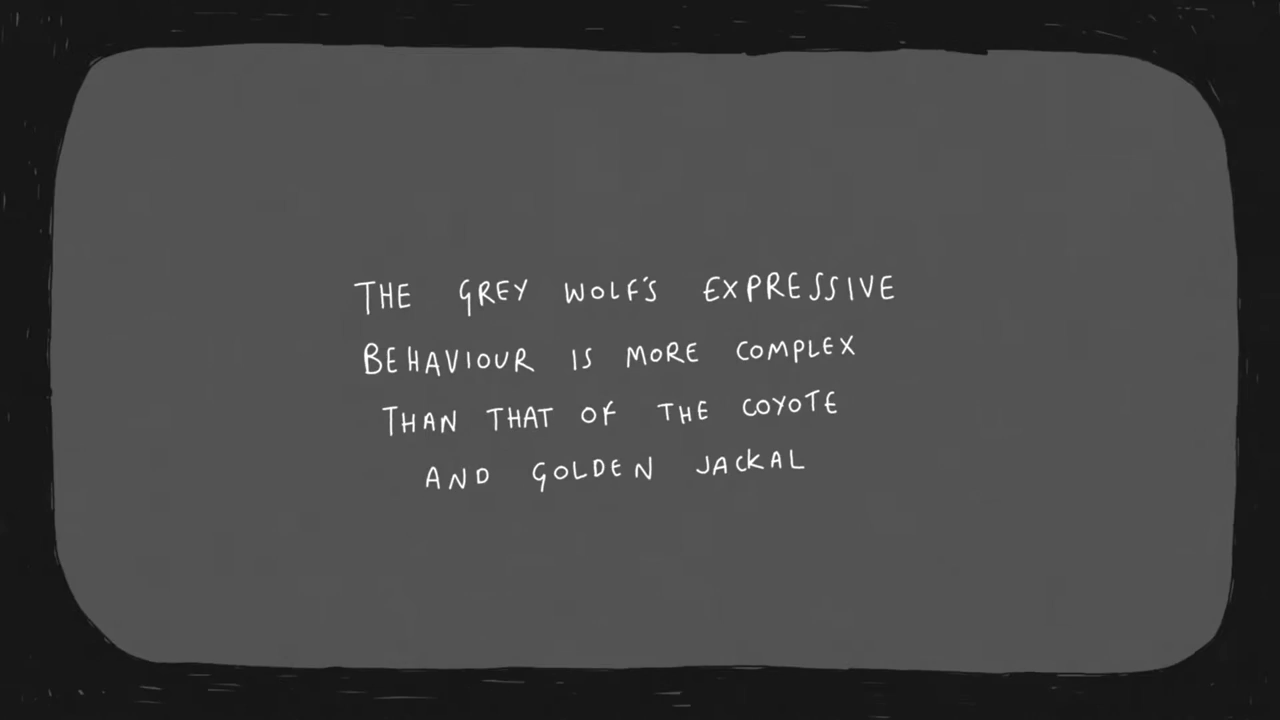 THE GREY WOLF'S EXPRESSIVE
BEHAVIOUR IS MORE COMPLEX
THAN THAT OF THE COYOTE
AND GOLDEN JACKAL